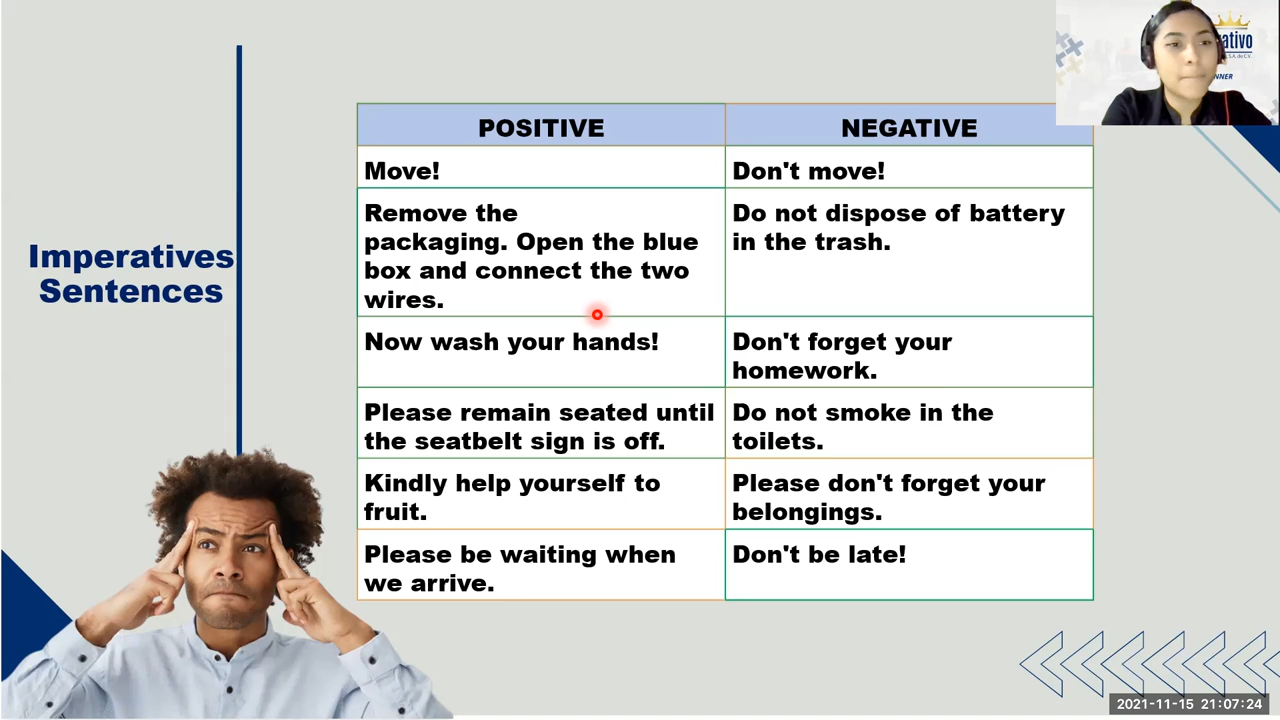 Imperatives
Sentences
POSITIVE
NEGATIVE
Move!
Don't move!
Remove the
packaging. Open the blue
box and connect the two
wires.
Do not dispose of battery
in the trash.
Now wash your hands!
Don't forget your
homework.
Please remain seated until
the seatbelt sign is off.
Do not smoke in the
toilets.
Kindly help yourself to
fruit.
Please don't forget your
belongings.
Please be waiting when
we arrive.
Don't be late!
2021-11-15 21:07:24